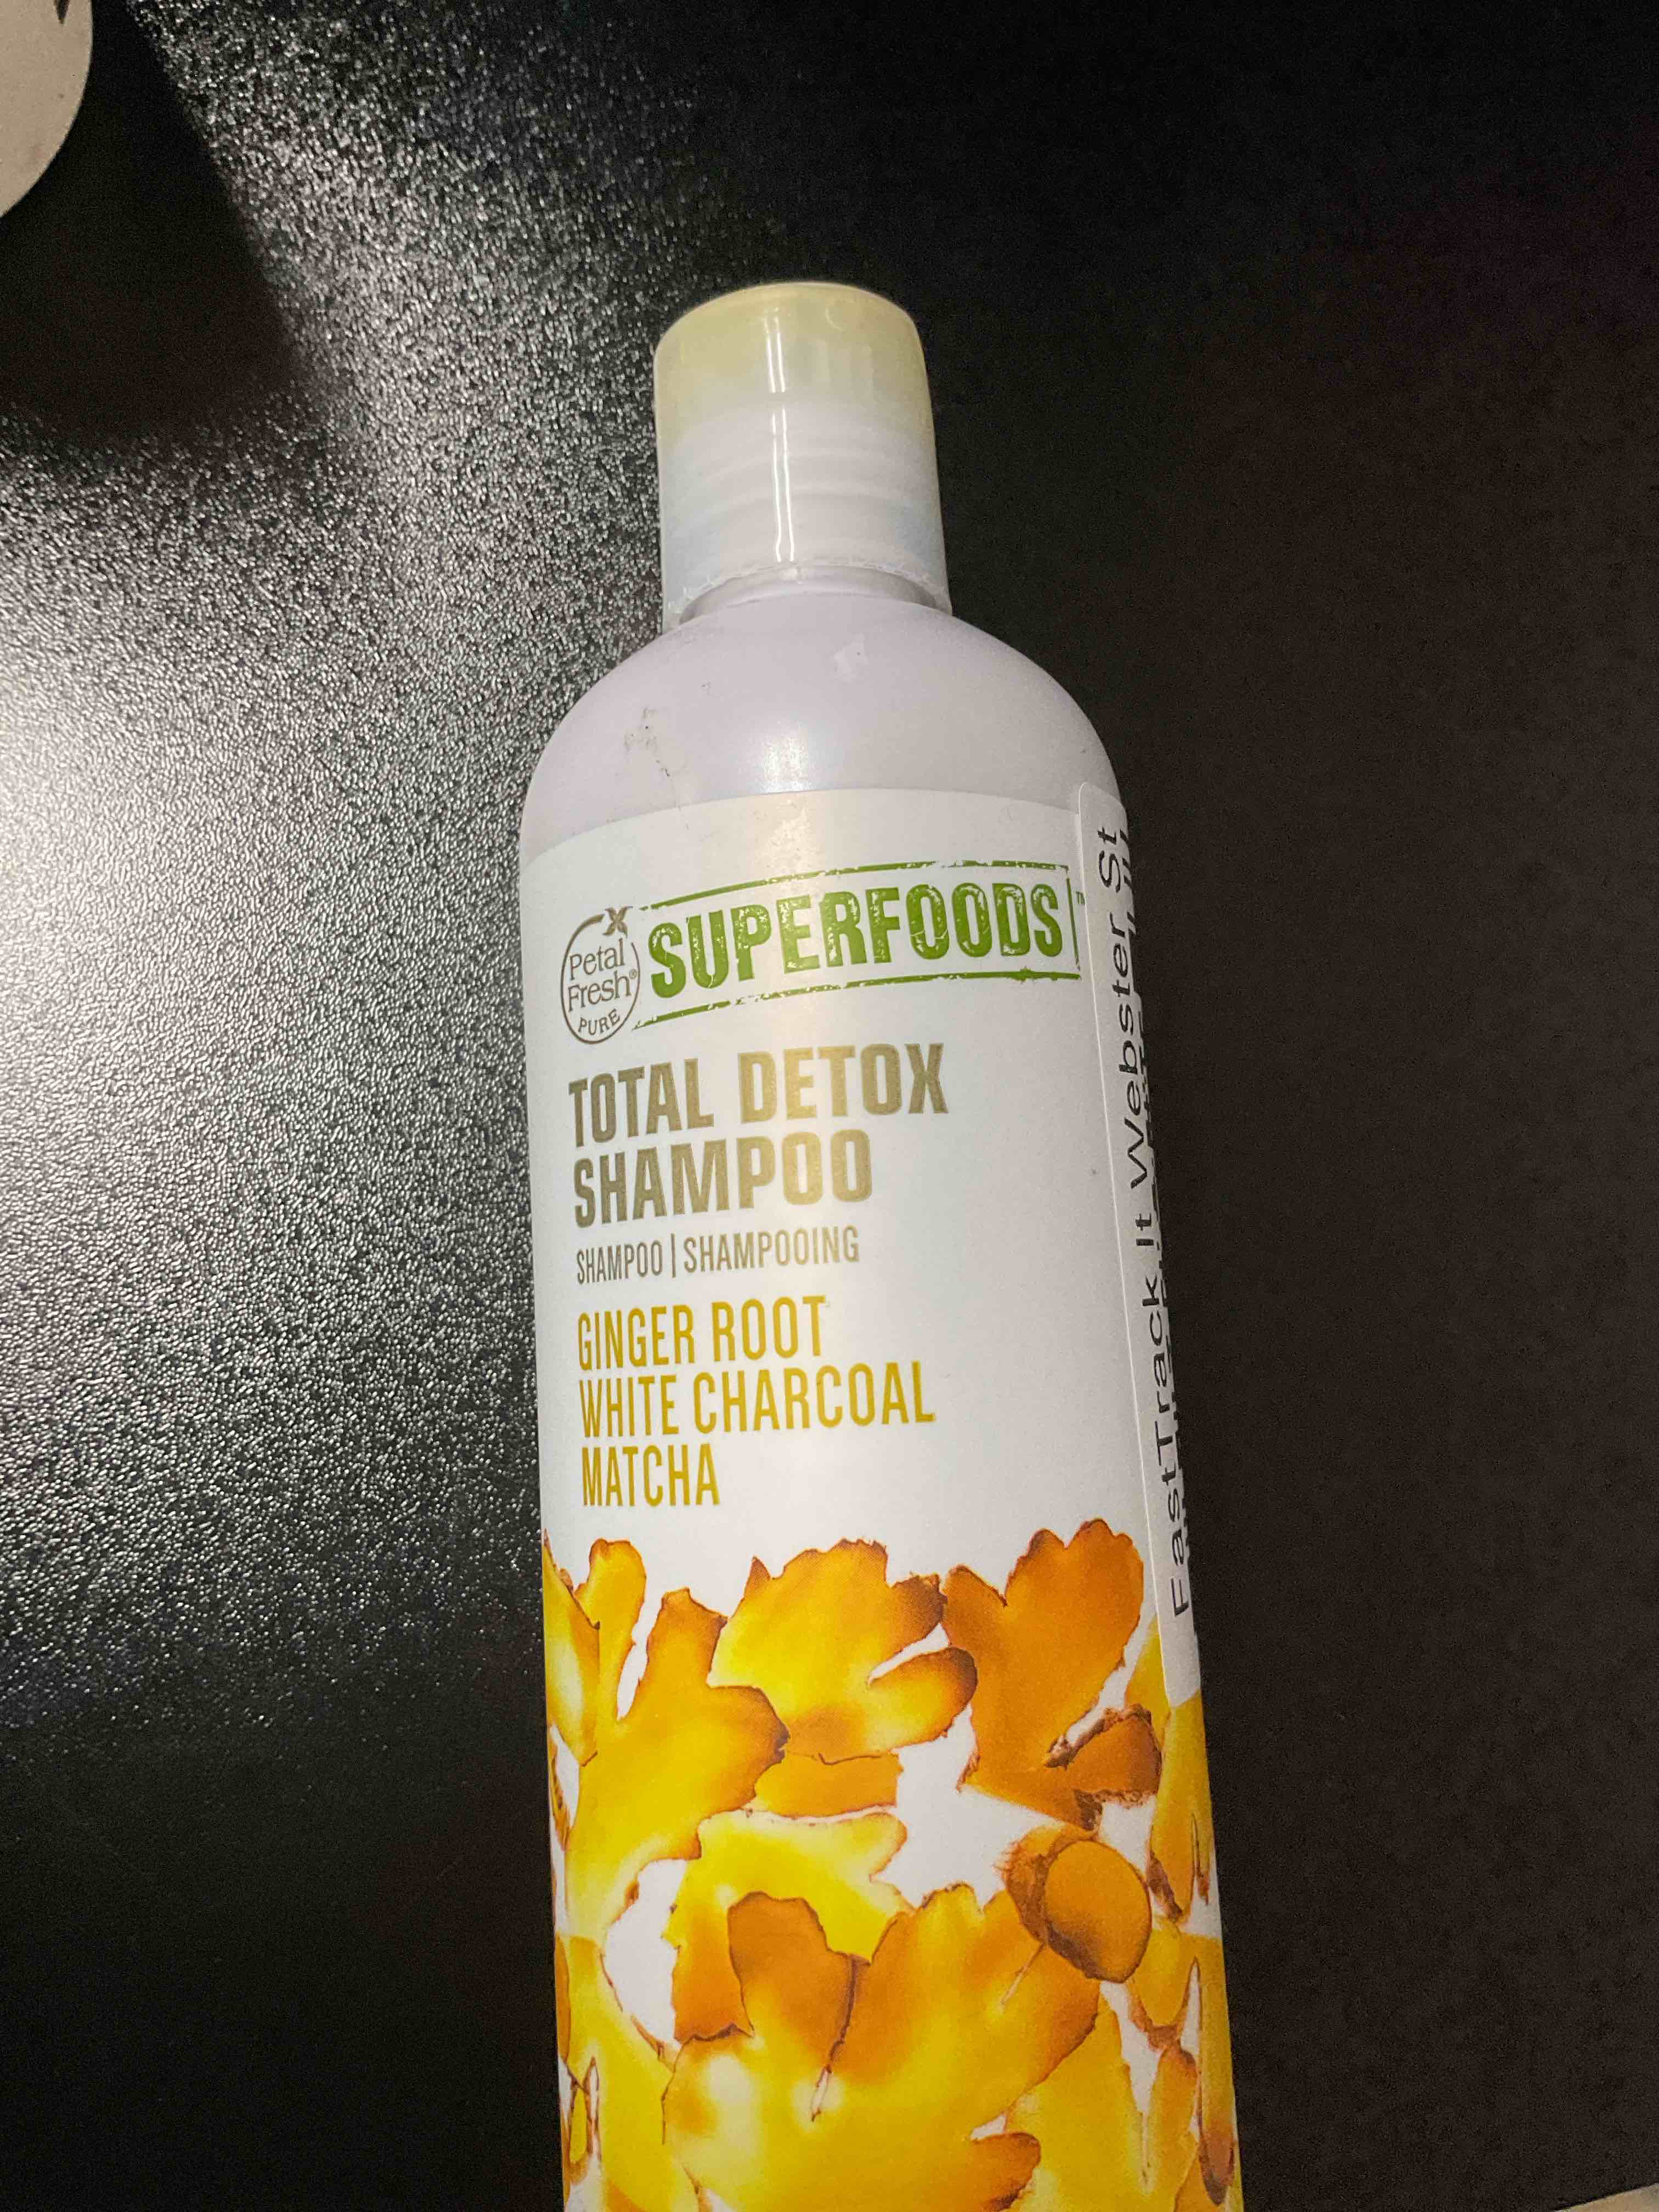 Petal
Fresh®
PURE
SUPERFOODS™
TOTAL DETOX
SHAMPOO
SHAMPOO | SHAMPOOING
GINGER ROOT
WHITE CHARCOAL
MATCHA
FastTrack It Webster St